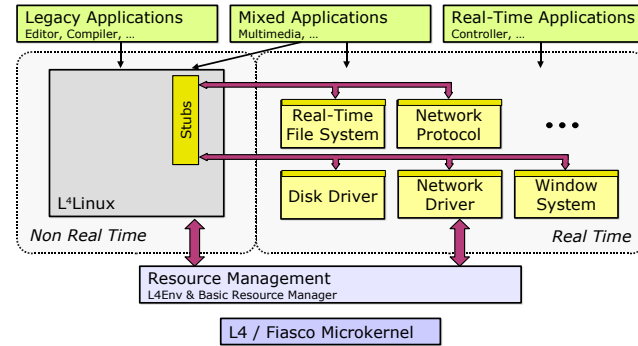 Legacy Applications
Editor, Compiler, ...
Mixed Applications
Multimedia, ...
Real-Time Applications
Controller, ...
Stubs
Real-Time
File System
Network
Protocol
...
L⁴Linux
Disk Driver
Network
Driver
Window
System
Non Real Time
Real Time
Resource Management
L4Env & Basic Resource Manager
L4 / Fiasco Microkernel